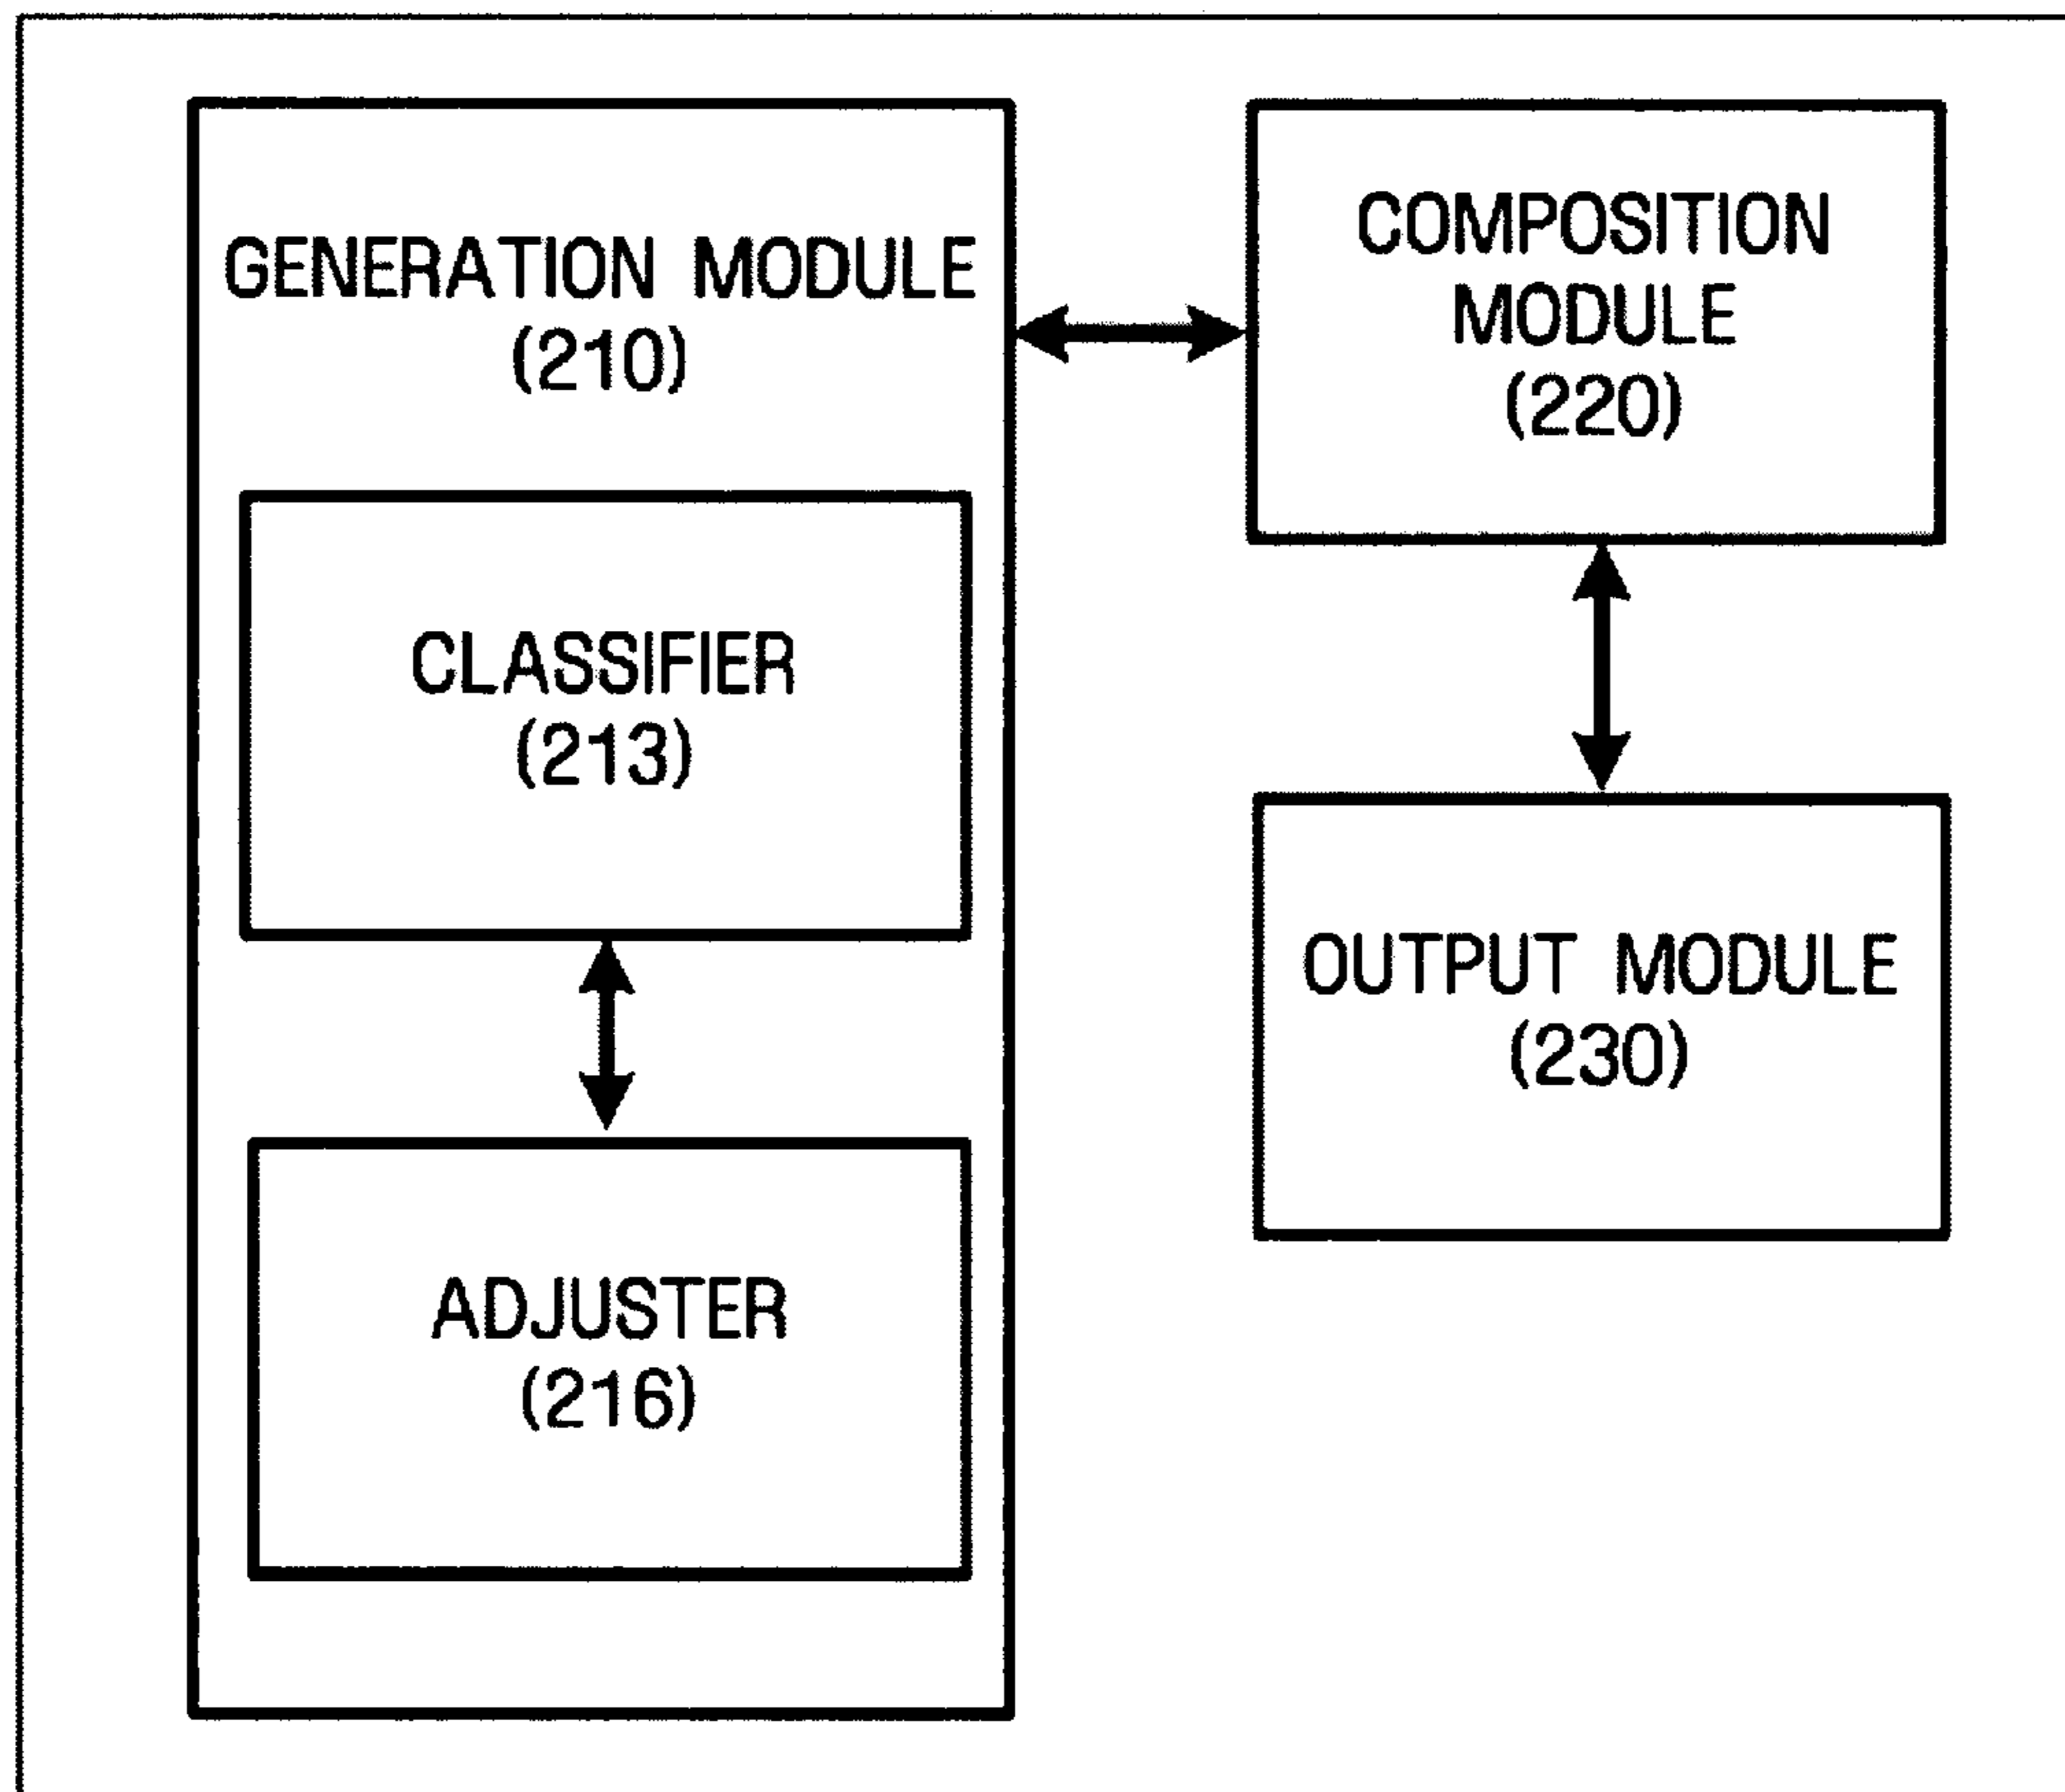 GENERATION MODULE
(210)
CLASSIFIER
(213)
ADJUSTER
(216)
COMPOSITION
MODULE
(220)
OUTPUT MODULE
(230)